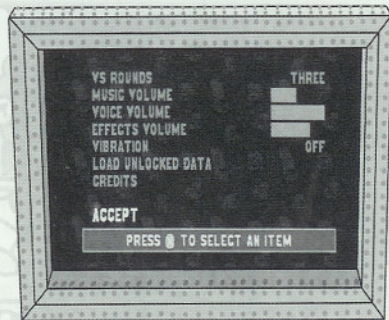 VS ROUNDS THREE
MUSIC VOLUME
VOICE VOLUME
EFFECTS VOLUME
VIBRATION OFF
LOAD UNLOCKED DATA
CREDITS
ACCEPT
PRESS TO SELECT AN ITEM